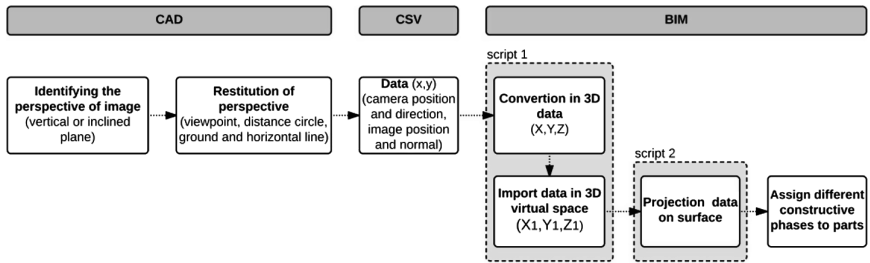 CAD
CSV
BIM
script 1
Identifying the
perspective of image
(vertical or inclined
plane)
Restitution of
perspective
(viewpoint, distance circle,
ground and horizontal line)
Data (x,y)
(camera position
and direction,
image position
and normal)
Convertion in 3D
data
(X,Y,Z)
script 2
Import data in 3D
virtual space
(X1,Y1,Z1)
Projection data
on surface
Assign different
constructive
phases to parts